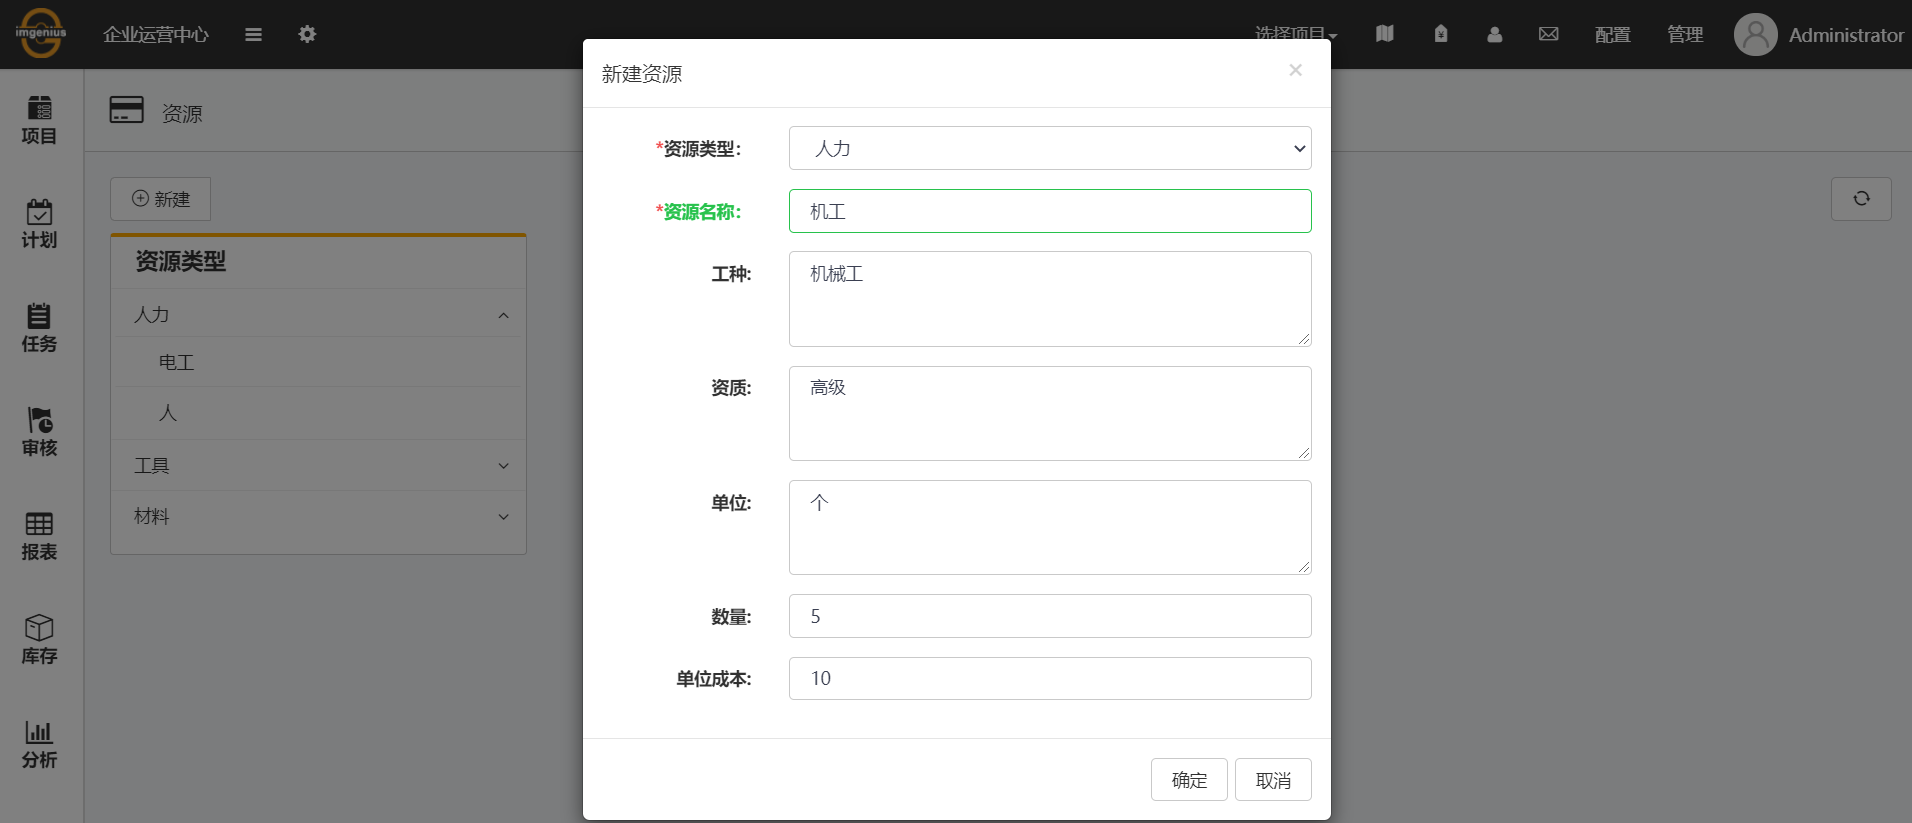 imgenius
企业运营中心
选择项目
配置
管理
Administrator
项目
计划
任务
审核
报表
库存
分析
资源
新建
资源类型
人力
电工
人
工具
材料
新建资源
×
*资源类型:
人力
*资源名称:
机工
工种:
机械工
资质:
高级
单位:
个
数量:
5
单位成本:
10
确定
取消